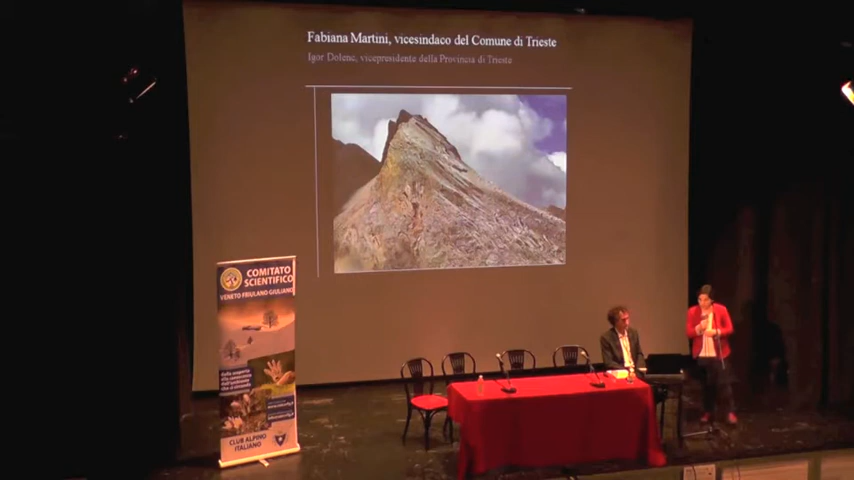 Fabiana Martini, vicesindaco del Comune di Trieste
Igor Dolenc, vicepresidente della Provincia di Trieste
COMITATO
SCIENTIFICO
VENETO FRIULANO GIULIANO
CLUB ALPINO
ITALIANO